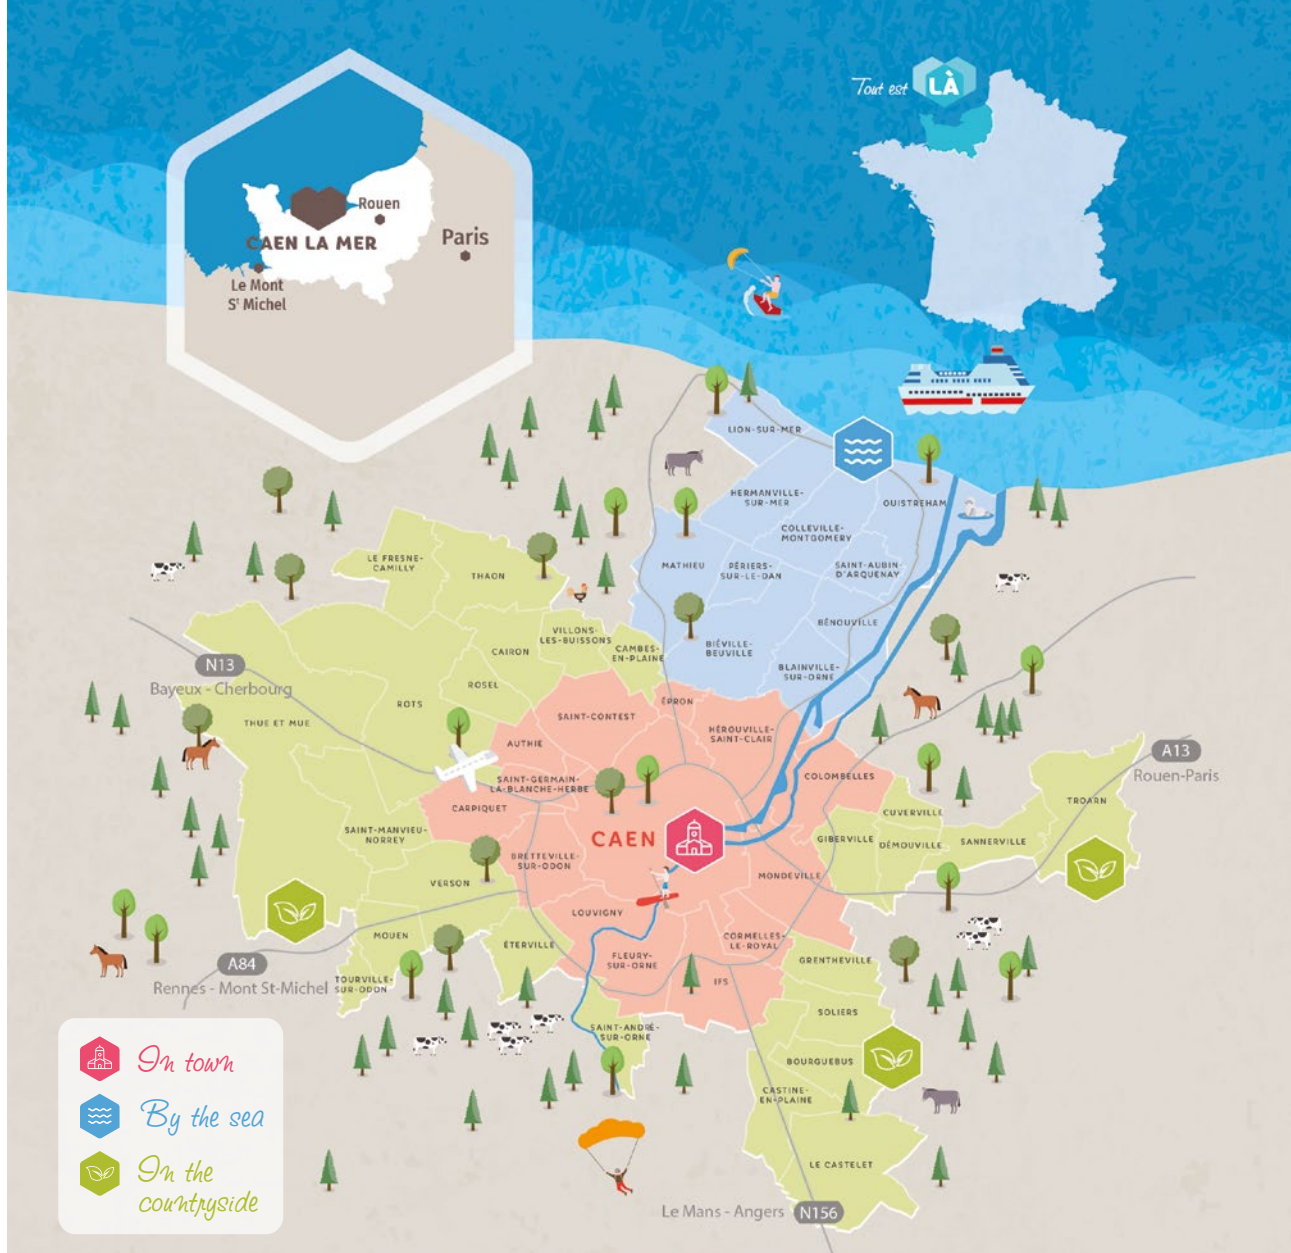 Tout est LÀ
Rouen
CAEN LA MER
Paris
Le Mont
St Michel
LION-SUR-MER
HERMANVILLE-
SUR-MER
OUISTREHAM
COLLEVILLE-
MONTGOMERY
LE FRESNE-
CAMILLY
THAON
MATHIEU
PÉRIERS-
SUR-LE-DAN
SAINT-AUBIN-
D'ARQUENAY
BÉNOUVILLE
VILLONS-
LES-BUISSONS
CAMBES-
EN-PLAINE
BIÉVILLE-
BEUVILLE
BLAINVILLE-
SUR-ORNE
CAIRON
N13
Bayeux - Cherbourg
ROSEL
ROTS
THUE ET MUE
ÉPRON
SAINT-CONTEST
HÉROUVILLE-
SAINT-CLAIR
AUTHIE
A13
Rouen-Paris
SAINT-GERMAIN-
LA-BLANCHE-HERBE
COLOMBELLES
TROARN
CARPIQUET
CUVERVILLE
SAINT-MANVIEU-
NORREY
CAEN
GIBERVILLE
DÉMOUVILLE
SANNERVILLE
BRETTEVILLE-
SUR-ODON
VERSON
MONDEVILLE
LOUVIGNY
MOUEN
ÉTERVILLE
CORMELLES-
LE-ROYAL
FLEURY-
SUR-ORNE
GRENTHEVILLE
A84
Rennes - Mont St-Michel
TOURVILLE-
SUR-ODON
IFS
SOLIERS
SAINT-ANDRÉ-
SUR-ORNE
BOURGUEBUS
CASTINE-
EN-PLAINE
LE CASTELET
Le Mans - Angers N156
In town
By the sea
In the
countryside